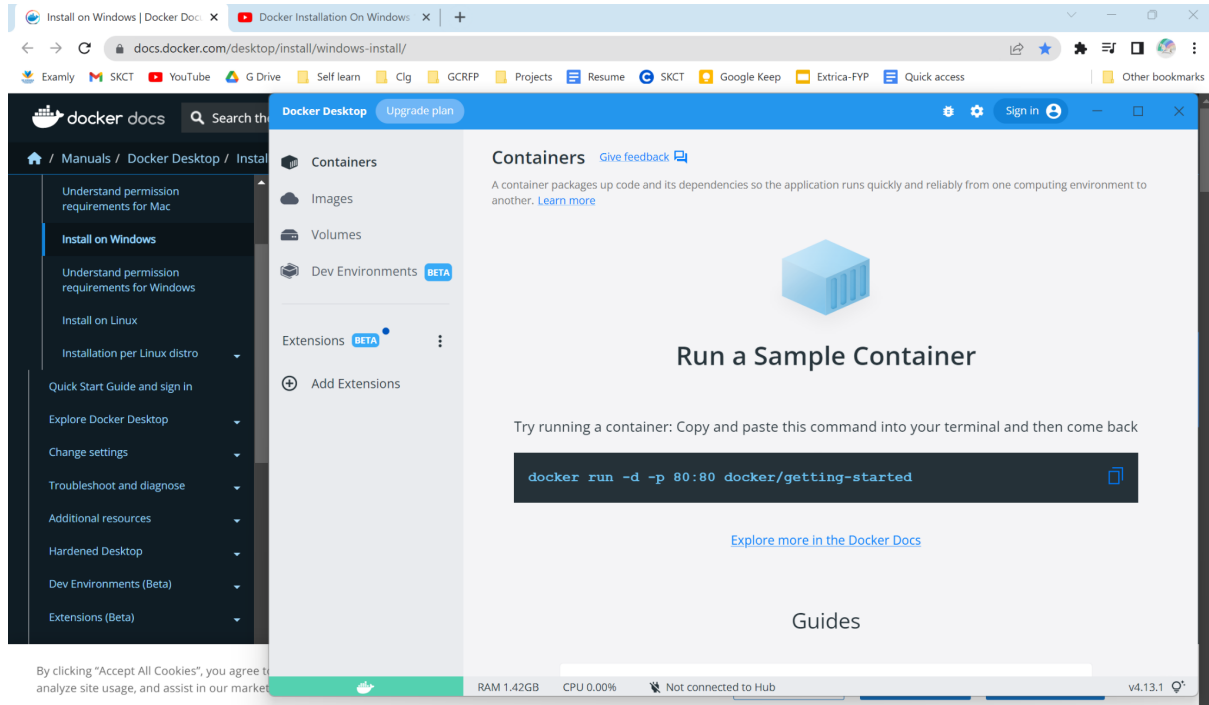 Install on Windows | Docker Doc
Docker Installation On Windows
docs.docker.com/desktop/install/windows-install/
Examly
SKCT
YouTube
G Drive
Self learn
Clg
GCRFP
Projects
Resume
SKCT
Google Keep
Extrica-FYP
Quick access
Other bookmarks
docker docs
Search the
/ Manuals / Docker Desktop / Instal
Understand permission
requirements for Mac
Install on Windows
Understand permission
requirements for Windows
Install on Linux
Installation per Linux distro
Quick Start Guide and sign in
Explore Docker Desktop
Change settings
Troubleshoot and diagnose
Additional resources
Hardened Desktop
Dev Environments (Beta)
Extensions (Beta)
By clicking “Accept All Cookies”, you agree to
analyze site usage, and assist in our market
Docker Desktop
Upgrade plan
Sign in
Containers
Images
Volumes
Dev Environments BETA
Extensions BETA
Add Extensions
Containers
Give feedback
A container packages up code and its dependencies so the application runs quickly and reliably from one computing environment to
another. Learn more
Run a Sample Container
Try running a container: Copy and paste this command into your terminal and then come back
docker run -d -p 80:80 docker/getting-started
Explore more in the Docker Docs
Guides
RAM 1.42GB
CPU 0.00%
Not connected to Hub
v4.13.1